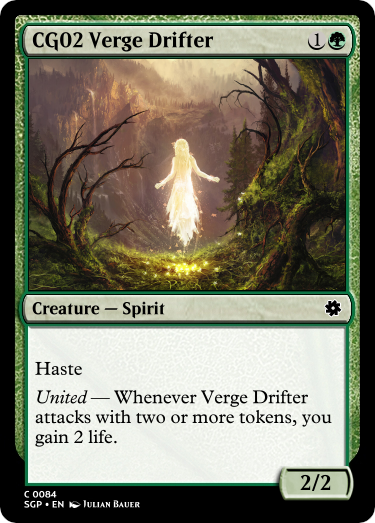 CG02 Verge Drifter 1
Creature — Spirit
Haste
United — Whenever Verge Drifter
attacks with two or more tokens, you
gain 2 life.
2/2
C 0084
SGP • EN Julian Bauer